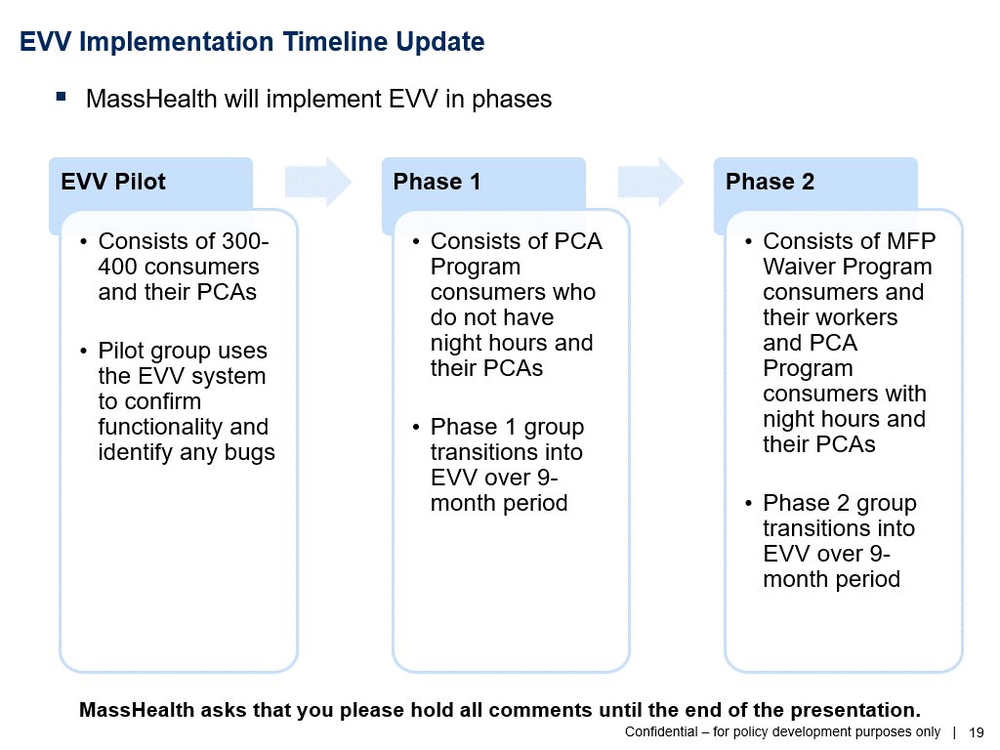 EVV Implementation Timeline Update
▪ MassHealth will implement EVV in phases
EVV Pilot
• Consists of 300-
400 consumers
and their PCAs
• Pilot group uses
the EVV system
to confirm
functionality and
identify any bugs
Phase 1
• Consists of PCA
Program
consumers who
do not have
night hours and
their PCAs
• Phase 1 group
transitions into
EVV over 9-
month period
Phase 2
• Consists of MFP
Waiver Program
consumers and
their workers
and PCA
Program
consumers with
night hours and
their PCAs
• Phase 2 group
transitions into
EVV over 9-
month period
MassHealth asks that you please hold all comments until the end of the presentation.
Confidential – for policy development purposes only | 19